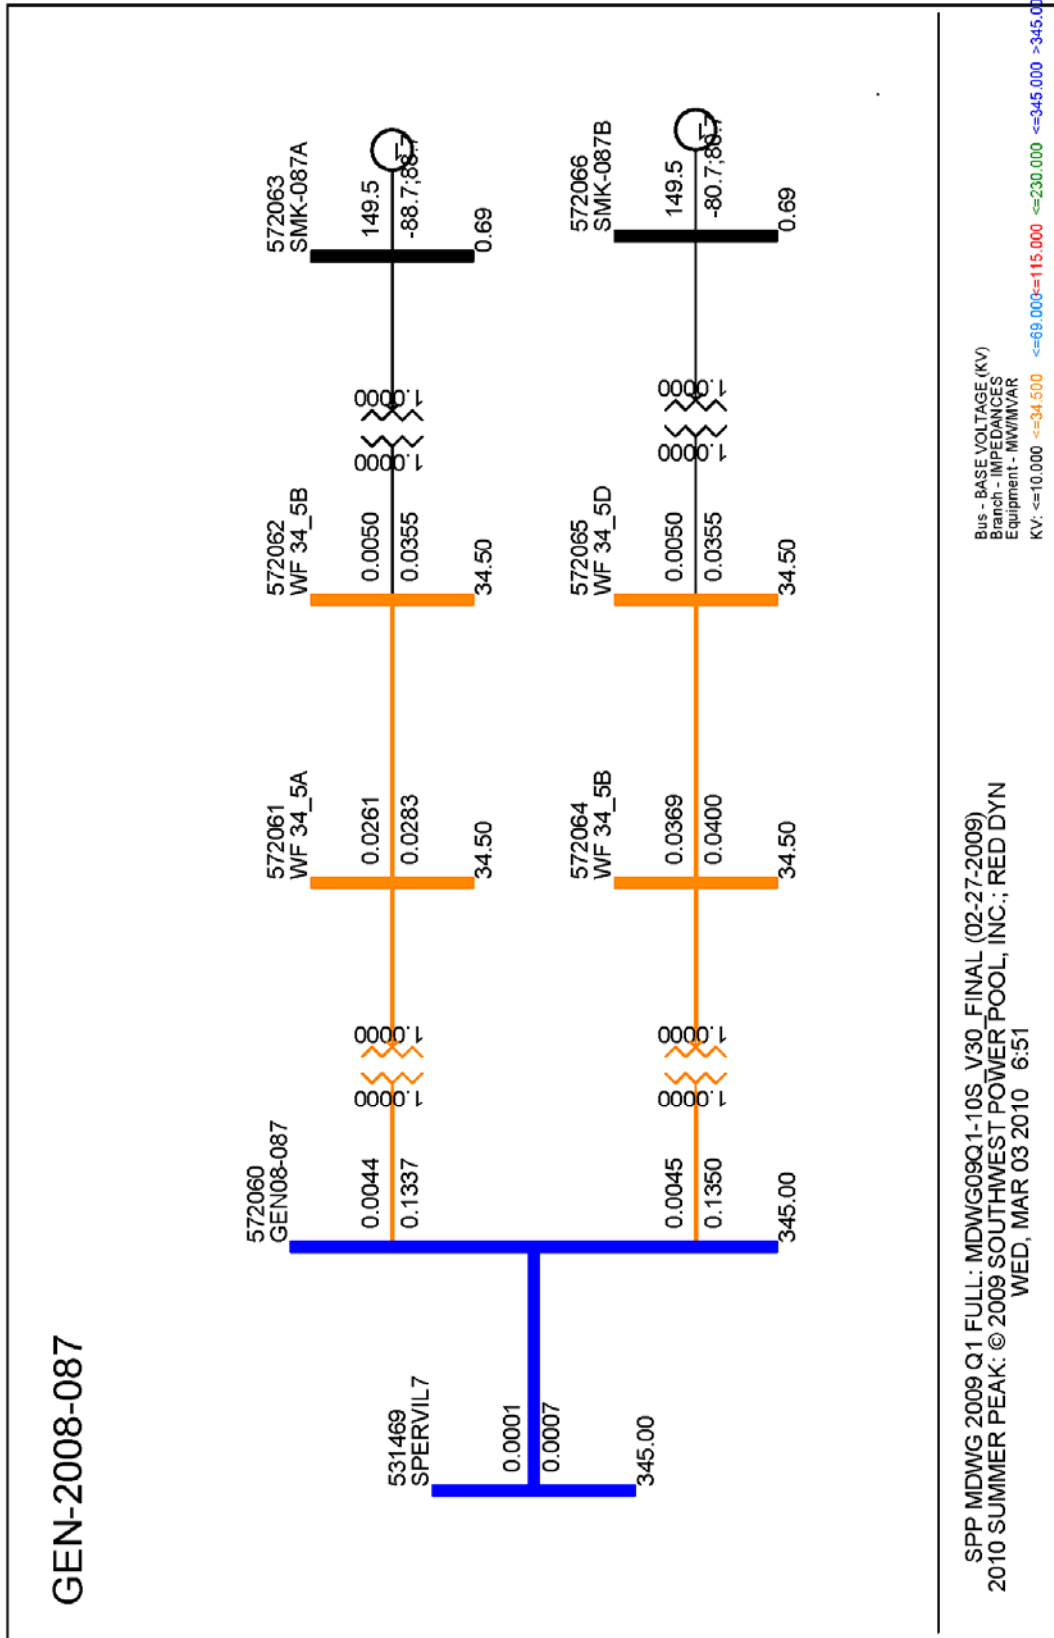 GEN-2008-087
531469
SPERVIL7
0.0001
0.0007
345.00
572060
GEN08-087
0.0044
0.1337
0.0045
0.1350
345.00
1.0000
1.0000
1.0000
1.0000
572061
WF 34_5A
0.0261
0.0283
34.50
572064
WF 34_5B
0.0369
0.0400
34.50
572062
WF 34_5B
0.0050
0.0355
34.50
572065
WF 34_5D
0.0050
0.0355
34.50
1.0000
1.0000
1.0000
1.0000
572063
SMK-087A
149.5
0.69
572066
SMK-087B
149.5
0.69
SPP MDWG 2009 Q1 FULL: MDWG09Q1-10S_V30_FINAL (02-27-2009)
2010 SUMMER PEAK: © 2009 SOUTHWEST POWER POOL, INC.; RED DYN
WED, MAR 03 2010 6:51
Bus - BASE VOLTAGE (KV)
Branch - IMPEDANCES
Equipment - MW/MVAR
KV: <=10.000 <=34.500 <=69.000 <=115.000 <=230.000 <=345.000 >345.00